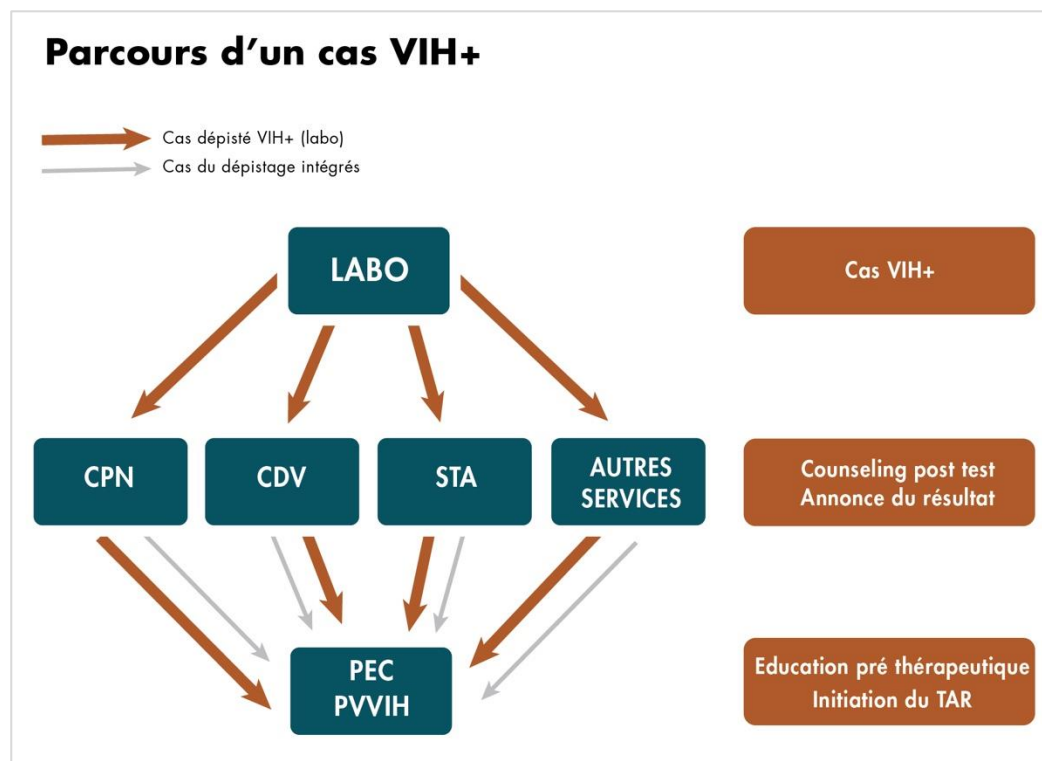 Parcours d'un cas VIH+
Cas dépisté VIH+ (labo)
Cas du dépistage intégrés
LABO
Cas VIH+
CPN
CDV
STA
AUTRES
SERVICES
Counseling post test
Annonce du résultat
PEC
PVVIH
Education pré thérapeutique
Initiation du TAR